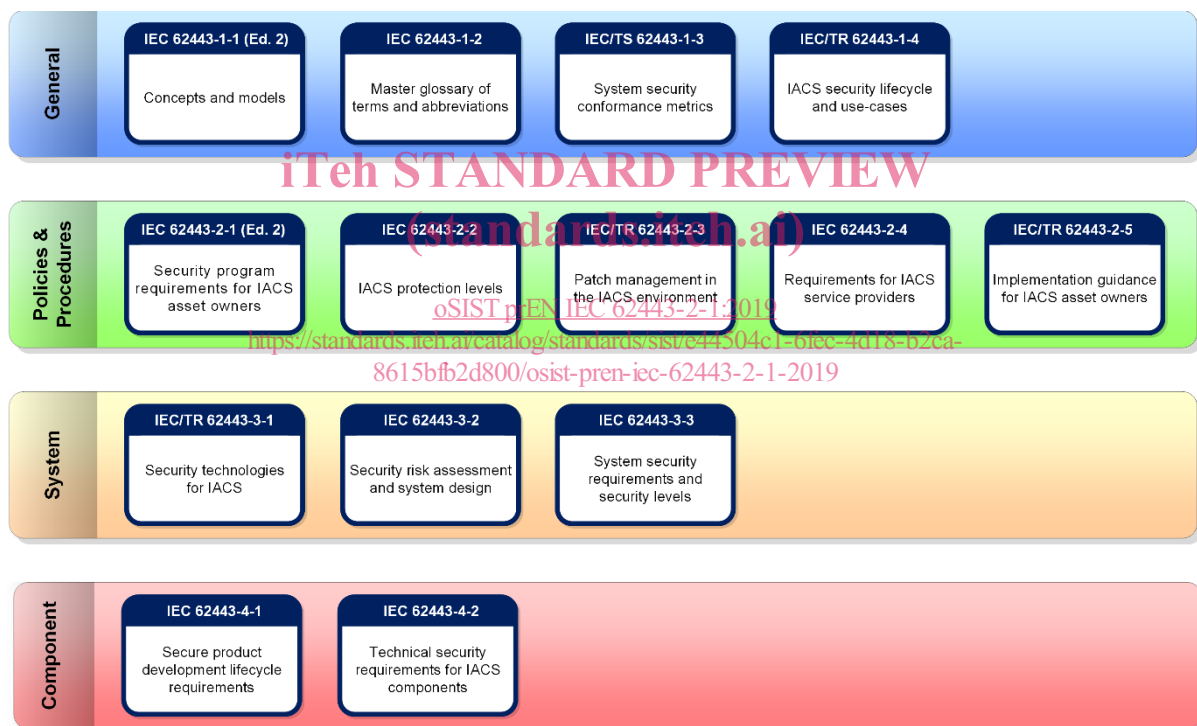 General
IEC 62443-1-1 (Ed. 2)
Concepts and models
IEC 62443-1-2
Master glossary of
terms and abbreviations
IEC/TS 62443-1-3
System security
conformance metrics
IEC/TR 62443-1-4
IACS security lifecycle
and use-cases
iTeh STANDARD PREVIEW
(standards.iteh.ai)
Policies &
Procedures
IEC 62443-2-1 (Ed. 2)
Security program
requirements for IACS
asset owners
IEC 62443-2-2
IACS protection levels
IEC/TR 62443-2-3
Patch management in
the IACS environment
IEC 62443-2-4
Requirements for IACS
service providers
IEC/TR 62443-2-5
Implementation guidance
for IACS asset owners
oSIST prEN IEC 62443-2-1:2019
https://standards.iteh.ai/catalog/standards/sist/e44504c1-6fec-4d18-b2ca-
8615bfb2d800/osist-pren-iec-62443-2-1-2019
System
IEC/TR 62443-3-1
Security technologies
for IACS
IEC 62443-3-2
Security risk assessment
and system design
IEC 62443-3-3
System security
requirements and
security levels
Component
IEC 62443-4-1
Secure product
development lifecycle
requirements
IEC 62443-4-2
Technical security
requirements for IACS
components